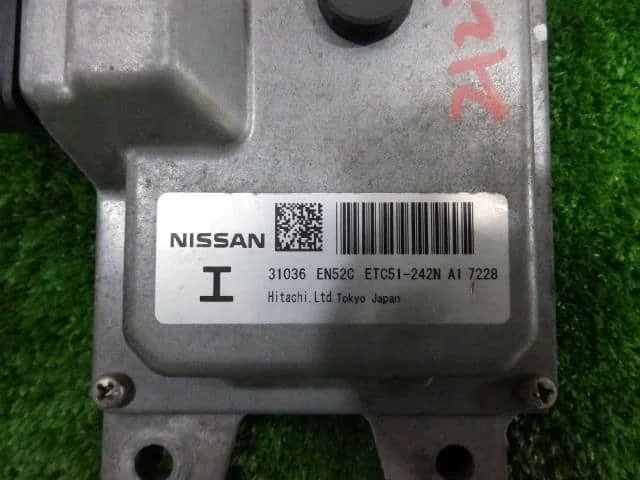 NISSAN
I
31036 EN52C ETC51-242N A1 7228
Hitachi,Ltd.Tokyo Japan